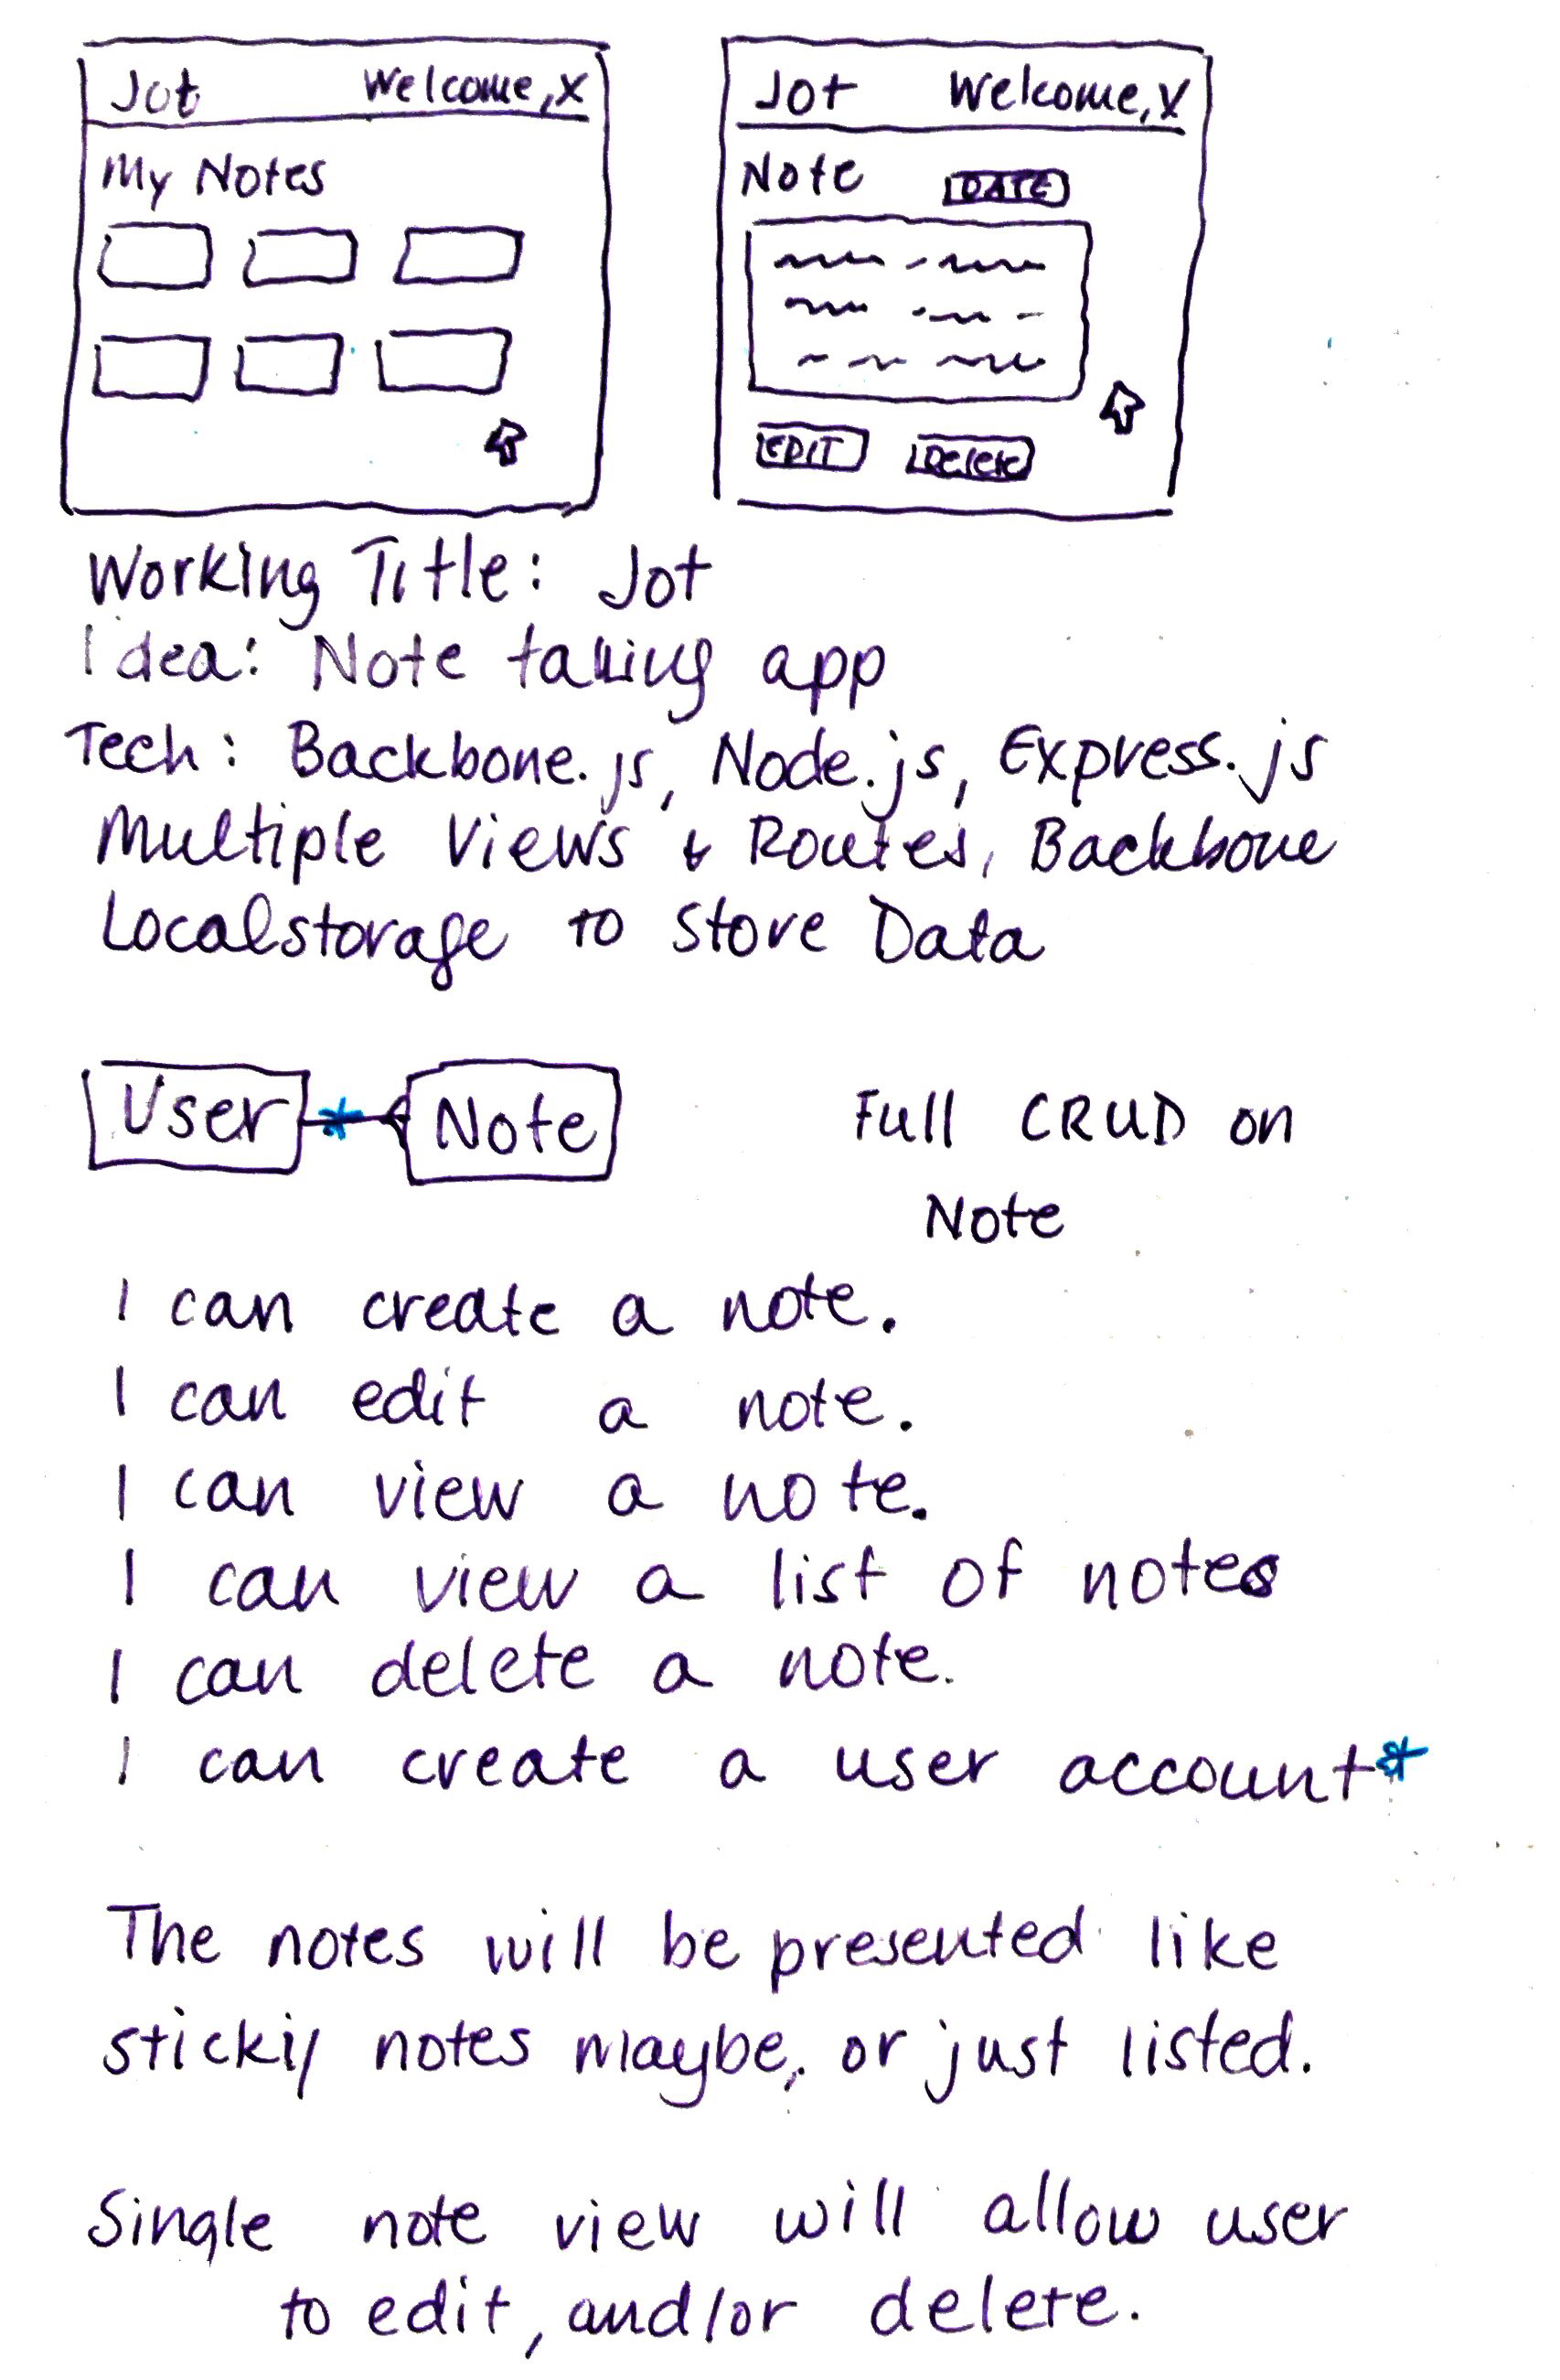 Jot Welcome, X
My Notes
Jot Welcome, X
Note DATE
EDIT Delete
Working Title: Jot
Idea: Note taking app
Tech: Backbone.js, Node.js, Express.js
Multiple Views & Routes, Backbone
Localstorage to Store Data
User * Note
Full CRUD on
Note
I can create a note.
I can edit a note.
I can view a note.
I can view a list of notes
I can delete a note.
I can create a user account*
The notes will be presented like
sticky notes maybe, or just listed.
Single note view will allow user
to edit, and/or delete.